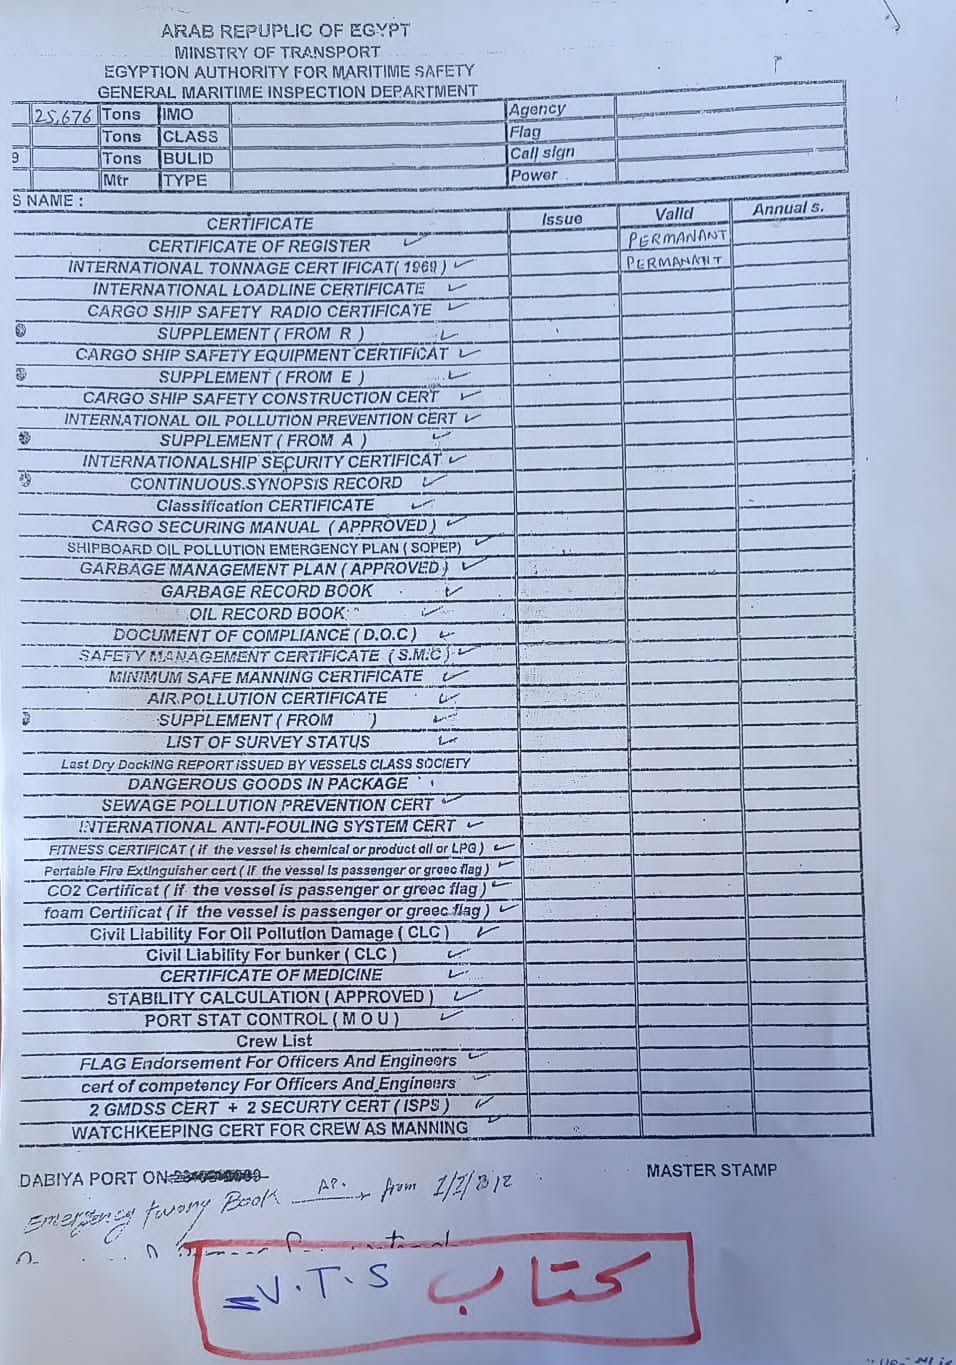 ARAB REPUPLIC OF EGYPT
MINSTRY OF TRANSPORT
EGYPTION AUTHORITY FOR MARITIME SAFETY
GENERAL MARITIME INSPECTION DEPARTMENT
25,676 Tons IMO Agency
Tons CLASS Flag
9 Tons BULID Call sign
Mtr TYPE Power
S NAME :
CERTIFICATE Issue Valid Annual s.
CERTIFICATE OF REGISTER PERMANANT
INTERNATIONAL TONNAGE CERT IFICAT( 1969 ) PERMANANT
INTERNATIONAL LOADLINE CERTIFICATE
CARGO SHIP SAFETY RADIO CERTIFICATE
SUPPLEMENT ( FROM R )
CARGO SHIP SAFETY EQUIPMENT CERTIFICAT
SUPPLEMENT ( FROM E )
CARGO SHIP SAFETY CONSTRUCTION CERT
INTERNATIONAL OIL POLLUTION PREVENTION CERT
SUPPLEMENT ( FROM A )
INTERNATIONALSHIP SECURITY CERTIFICAT
CONTINUOUS.SYNOPSIS RECORD
Classification CERTIFICATE
CARGO SECURING MANUAL ( APPROVED )
SHIPBOARD OIL POLLUTION EMERGENCY PLAN ( SOPEP)
GARBAGE MANAGEMENT PLAN ( APPROVED )
GARBAGE RECORD BOOK
OIL RECORD BOOK
DOCUMENT OF COMPLIANCE ( D.O.C )
SAFETY MANAGEMENT CERTIFICATE ( S.M.C )
MINIMUM SAFE MANNING CERTIFICATE
AIR POLLUTION CERTIFICATE
SUPPLEMENT ( FROM )
LIST OF SURVEY STATUS
Last Dry Docking REPORT ISSUED BY VESSELS CLASS SOCIETY
DANGEROUS GOODS IN PACKAGE
SEWAGE POLLUTION PREVENTION CERT
INTERNATIONAL ANTI-FOULING SYSTEM CERT
FITNESS CERTIFICAT ( if the vessel is chemical or product oil or LPG )
Pertable Fire Extinguisher cert ( if the vessel is passenger or greec flag )
CO2 Certificat ( if the vessel is passenger or greec flag )
foam Certificat ( if the vessel is passenger or greec flag )
Civil Liability For Oil Pollution Damage ( CLC )
Civil Liability For bunker ( CLC )
CERTIFICATE OF MEDICINE
STABILITY CALCULATION ( APPROVED )
PORT STAT CONTROL ( M O U )
Crew List
FLAG Endorsement For Officers And Engineers
cert of competency For Officers And Engineers
2 GMDSS CERT + 2 SECURTY CERT ( ISPS )
WATCHKEEPING CERT FOR CREW AS MANNING
DABIYA PORT ON MASTER STAMP
Emergency Book from
V.T.S كتاب